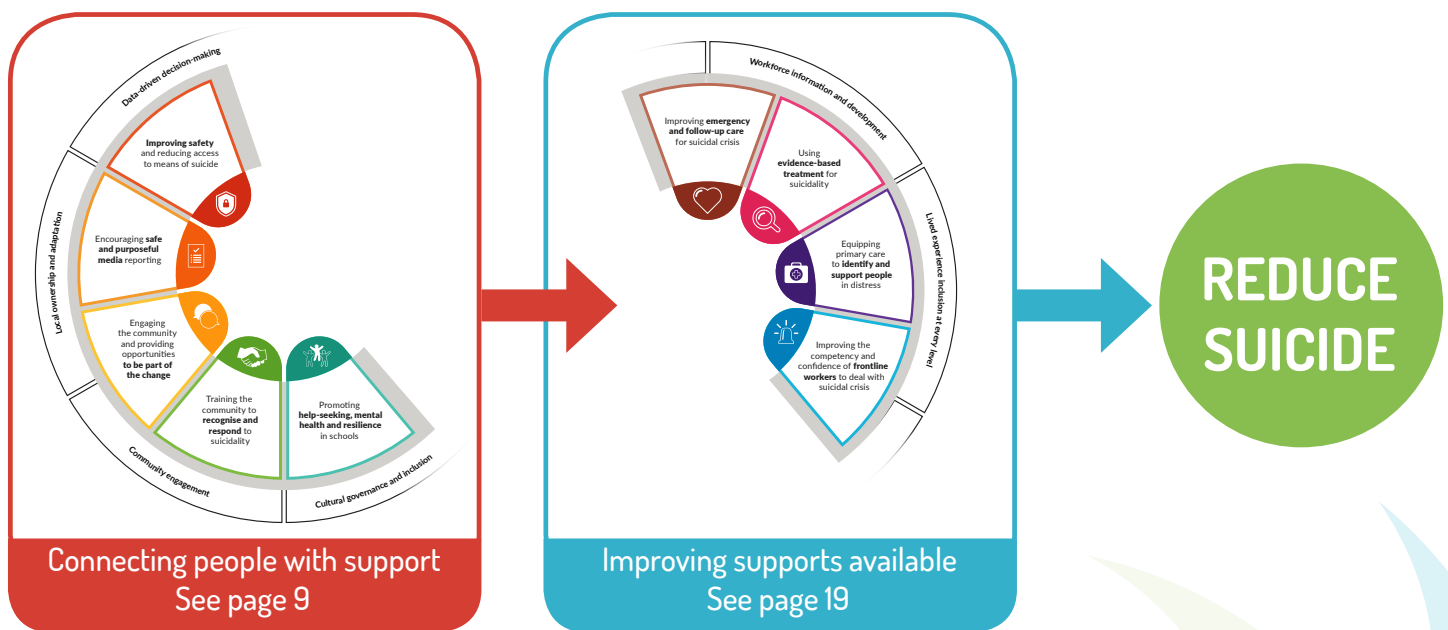 Data-driven decision-making
Improving safety
and reducing access
to means of suicide
Local ownership and adaptation
Encouraging safe
and purposeful
media reporting
Engaging
the community
and providing
opportunities
to be part of
the change
Training the
community to
recognise and
respond to
suicidality
Promoting
help-seeking, mental
health and resilience
in schools
Community engagement
Cultural governance and inclusion
Connecting people with support
See page 9
Workforce information and development
Improving emergency
and follow-up care
for suicidal crisis
Using
evidence-based
treatment for
suicidality
Equipping
primary care
to identify and
support people
in distress
Lived experience inclusion at every level
Improving the
competency and
confidence of frontline
workers to deal with
suicidal crisis
Improving supports available
See page 19
REDUCE
SUICIDE